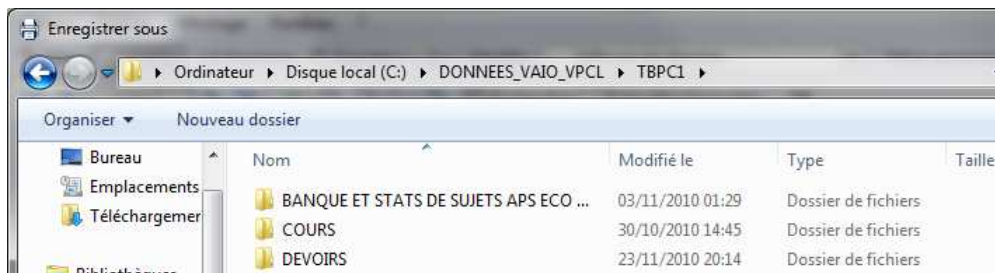 Enregistrer sous
Ordinateur ▸ Disque local (C:) ▸ DONNEES_VAIO_VPCL ▸ TBPC1 ▸
Organiser ▾ Nouveau dossier
Bureau
Emplacements
Téléchargemer
Bibliothèques
Nom Modifié le Type Taille
BANQUE ET STATS DE SUJETS APS ECO ... 03/11/2010 01:29 Dossier de fichiers
COURS 30/10/2010 14:45 Dossier de fichiers
DEVOIRS 23/11/2010 20:14 Dossier de fichiers